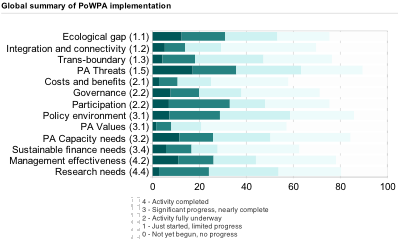 Global summary of PoWPA implementation
Ecological gap (1.1)
Integration and connectivity (1.2)
Trans-boundary (1.3)
PA Threats (1.5)
Costs and benefits (2.1)
Governance (2.2)
Participation (2.2)
Policy environment (3.1)
PA Values (3.1)
PA Capacity needs (3.2)
Sustainable finance needs (3.4)
Management effectiveness (4.2)
Research needs (4.4)
0 20 40 60 80 100
4 - Activity completed
3 - Significant progress, nearly complete
2 - Activity fully underway
1 - Just started, limited progress
0 - Not yet begun, no progress